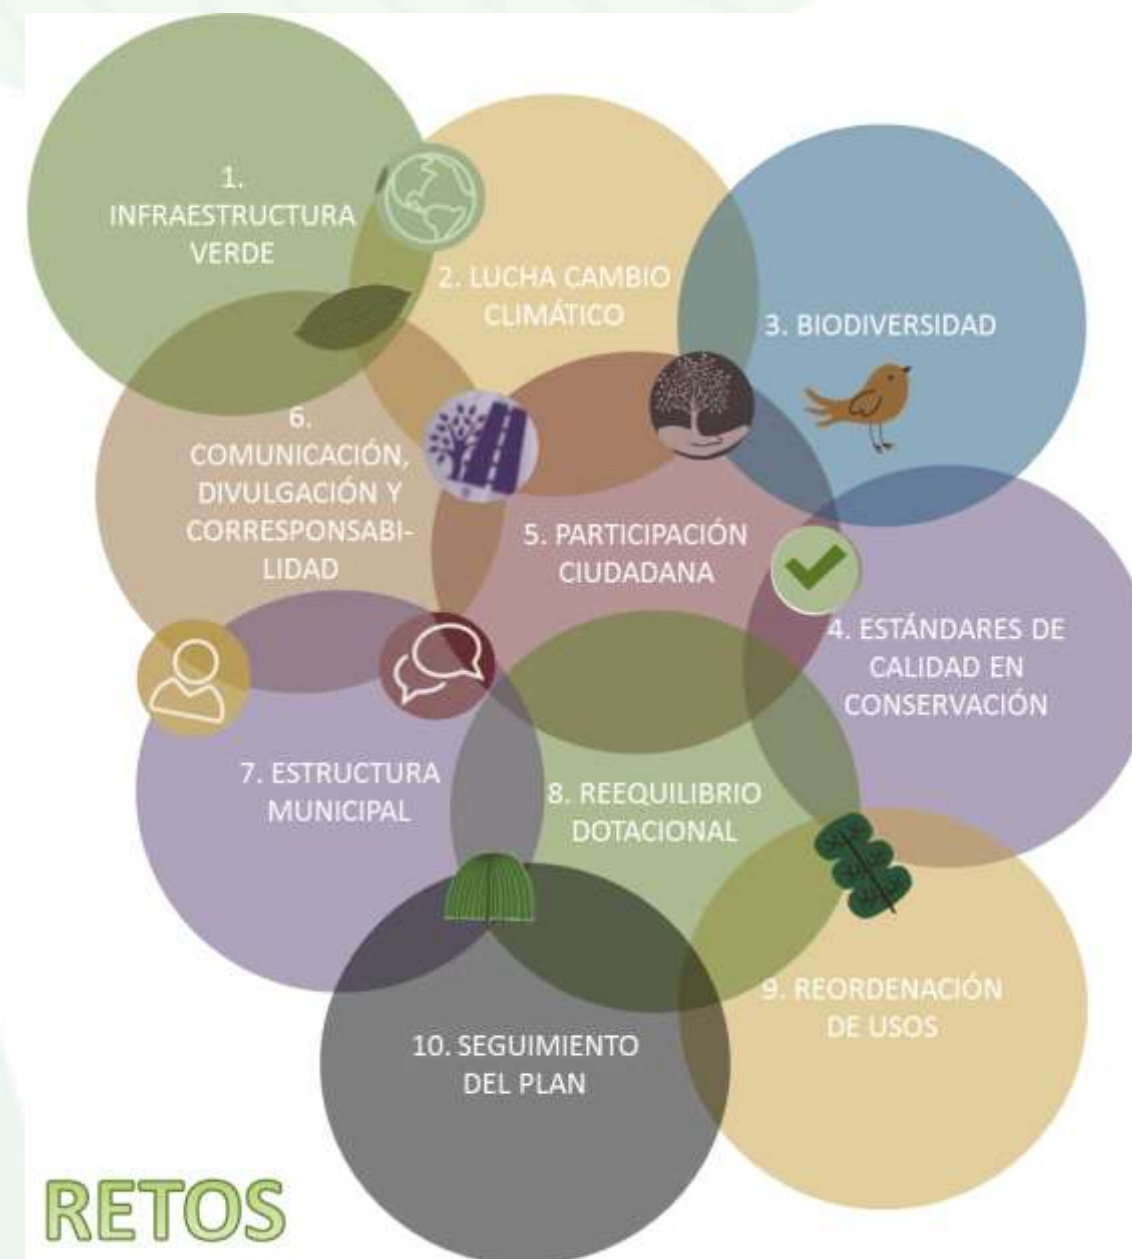 1.
INFRAESTRUCTURA
VERDE
2. LUCHA CAMBIO
CLIMÁTICO
3. BIODIVERSIDAD
6.
COMUNICACIÓN,
DIVULGACIÓN Y
CORRESPONSABI-
LIDAD
5. PARTICIPACIÓN
CIUDADANA
4. ESTÁNDARES DE
CALIDAD EN
CONSERVACIÓN
7. ESTRUCTURA
MUNICIPAL
8. REEQUILIBRIO
DOTACIONAL
9. REORDENACIÓN
DE USOS
10. SEGUIMIENTO
DEL PLAN
RETOS